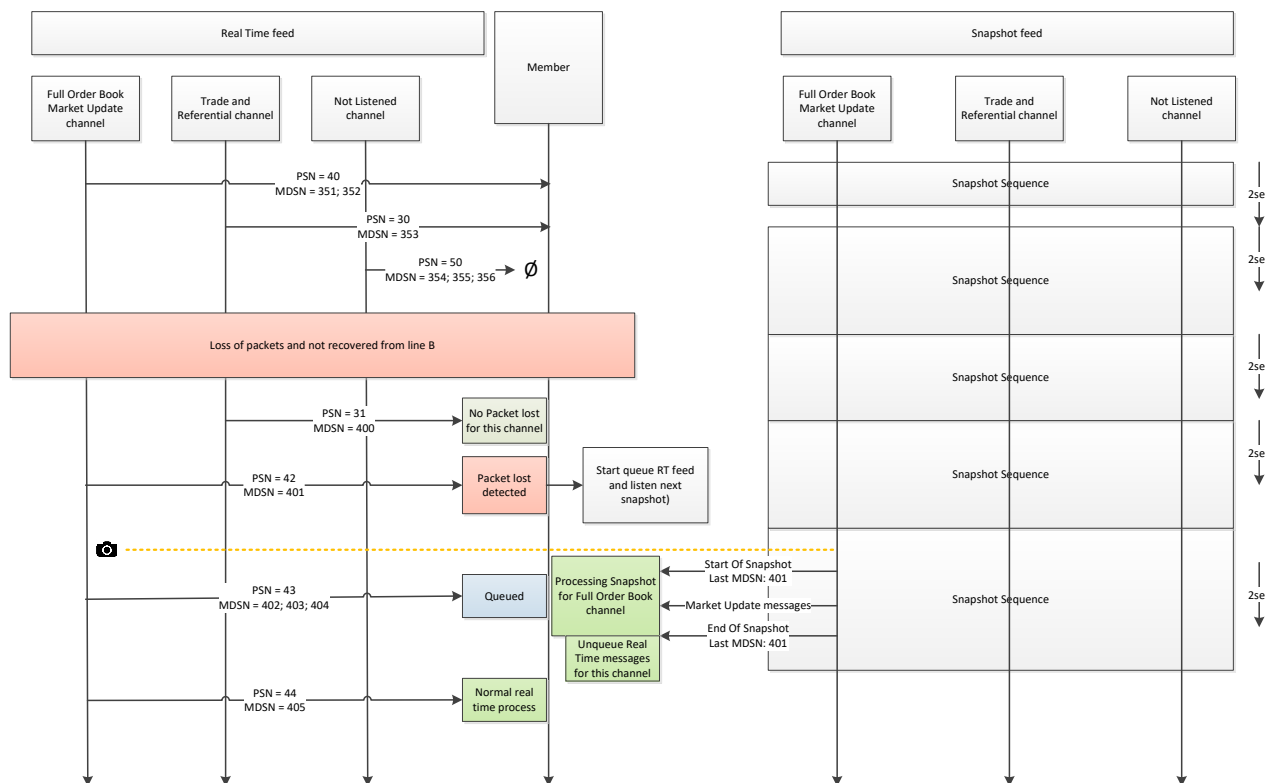 Real Time feed
Member
Snapshot feed
Full Order Book
Market Update
channel
Trade and
Referential channel
Not Listened
channel
Full Order Book
Market Update
channel
Trade and
Referential channel
Not Listened
channel
PSN = 40
MDSN = 351; 352
Snapshot Sequence
2se
PSN = 30
MDSN = 353
PSN = 50
MDSN = 354; 355; 356
Ø
Snapshot Sequence
2se
Loss of packets and not recovered from line B
Snapshot Sequence
2se
PSN = 31
MDSN = 400
No Packet lost
for this channel
PSN = 42
MDSN = 401
Packet lost
detected
Start queue RT feed
and listen next
snapshot)
Snapshot Sequence
2se
Start Of Snapshot
Last MDSN: 401
PSN = 43
MDSN = 402; 403; 404
Queued
Processing Snapshot
for Full Order Book
channel
Market Update messages
Snapshot Sequence
2se
End Of Snapshot
Last MDSN: 401
Unqueue Real
Time messages
for this channel
PSN = 44
MDSN = 405
Normal real
time process